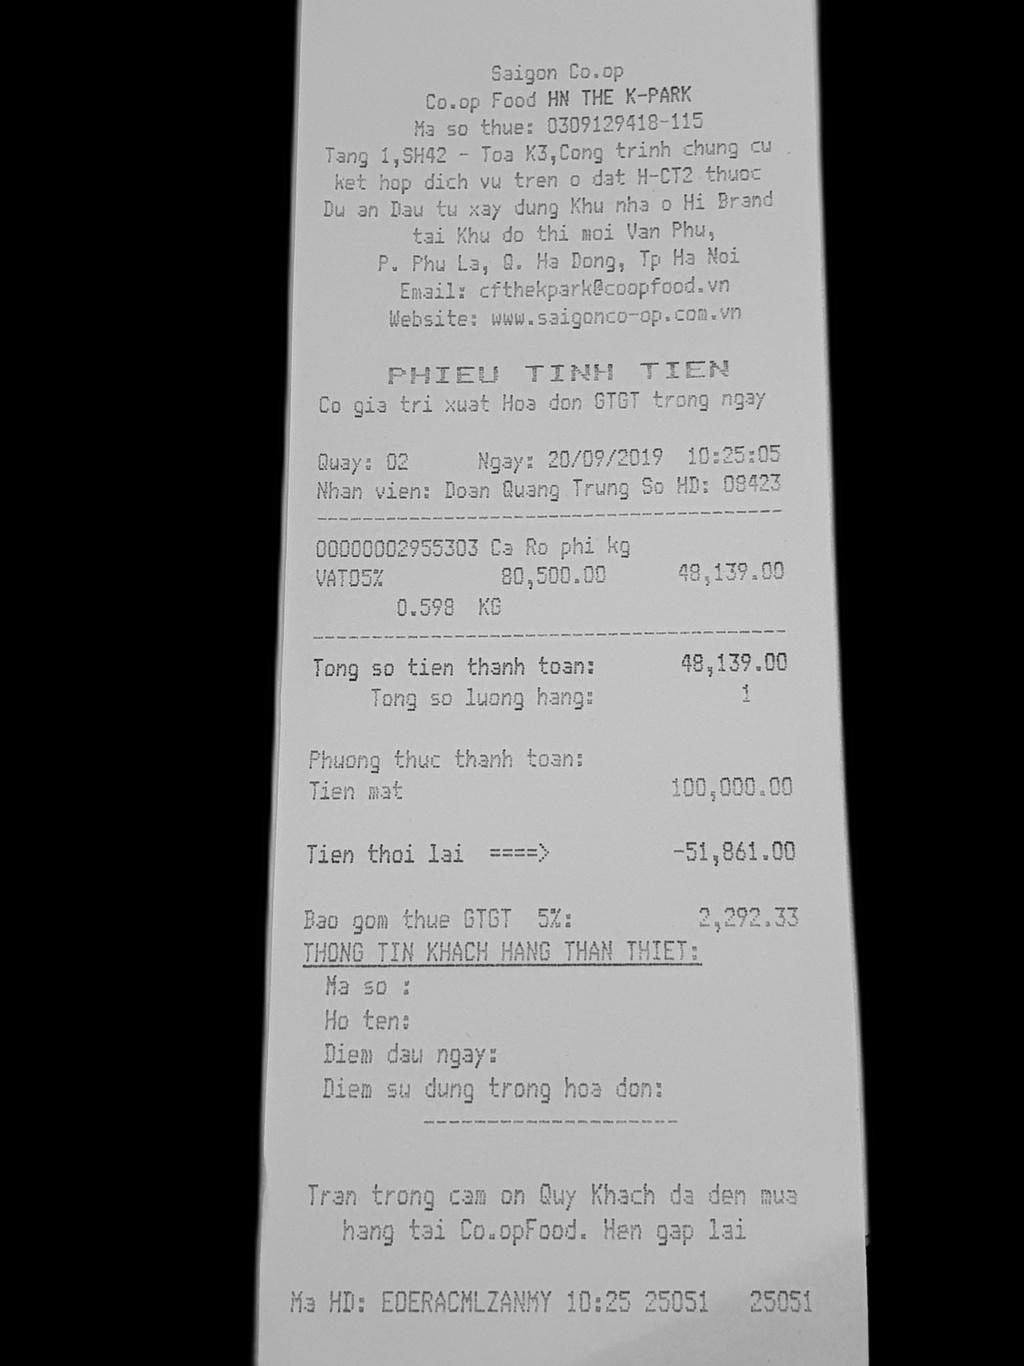 Saigon Co.op
Co.op Food HN THE K-PARK
Ma so thue: 0309129418-115
Tang 1,SH42 - Toa K3,Cong trinh chung cu
ket hop dich vu tren o dat H-CT2 thuoc
Du an Dau tu xay dung Khu nha o Hi Brand
tai Khu do thi moi Van Phu,
P. Phu La, Q. Ha Dong, Tp Ha Noi
Email: cfthekpark@coopfood.vn
Website: www.saigonco-op.com.vn
PHIEU TINH TIEN
Co gia tri xuat Hoa don GTGT trong ngay
Quay: 02 Ngay: 20/09/2019 10:25:05
Nhan vien: Doan Quang Trung So HD: 08423
00000002955303 Ca Ro phi kg
VAT05% 80,500.00 48,139.00
0.598 KG
Tong so tien thanh toan: 48,139.00
Tong so luong hang: 1
Phuong thuc thanh toan:
Tien mat 100,000.00
Tien thoi lai ====> -51,861.00
Bao gom thue GTGT 5%: 2,292.33
THONG TIN KHACH HANG THAN THIET:
Ma so :
Ho ten:
Diem dau ngay:
Diem su dung trong hoa don:
Tran trong cam on Quy Khach da den mua
hang tai Co.opFood. Hen gap lai
Ma HD: EDERACMLZANMY 10:25 25051 25051